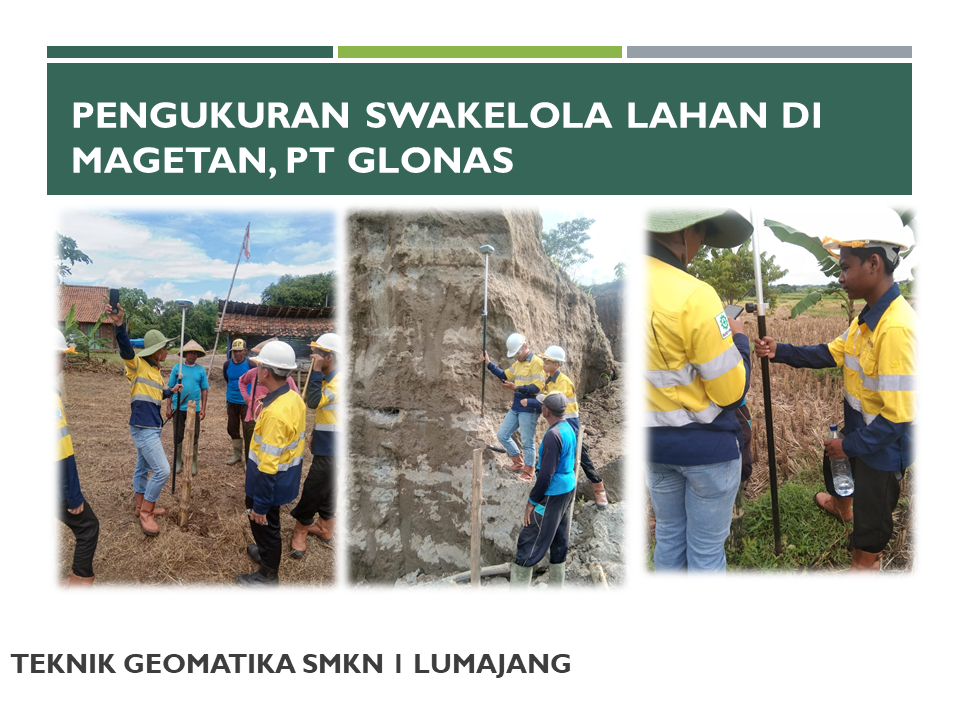 PENGUKURAN SWAKELOLA LAHAN DI
MAGETAN, PT GLONAS
TEKNIK GEOMATIKA SMKN 1 LUMAJANG